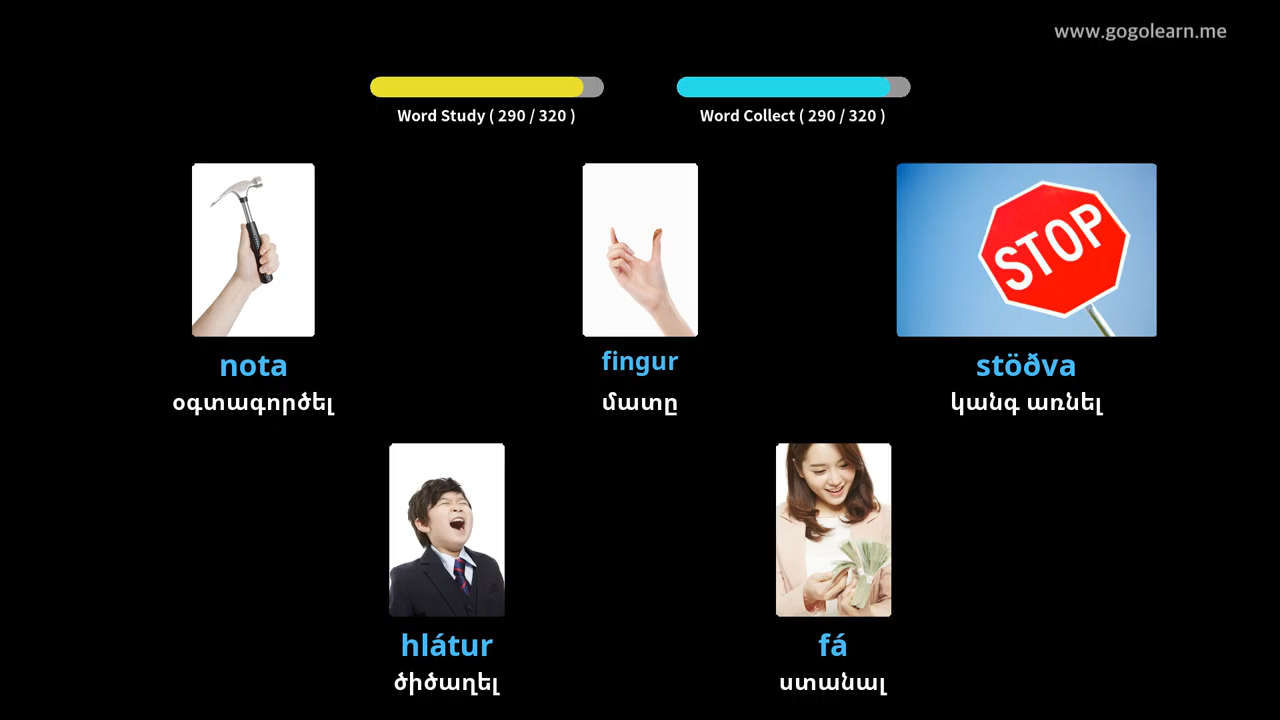 www.gogolearn.me
Word Study ( 290 / 320 )
Word Collect ( 290 / 320 )
STOP
nota
օգտագործել
fingur
մատը
stöðva
կանգ առնել
hlátur
ծիծաղել
fá
ստանալ